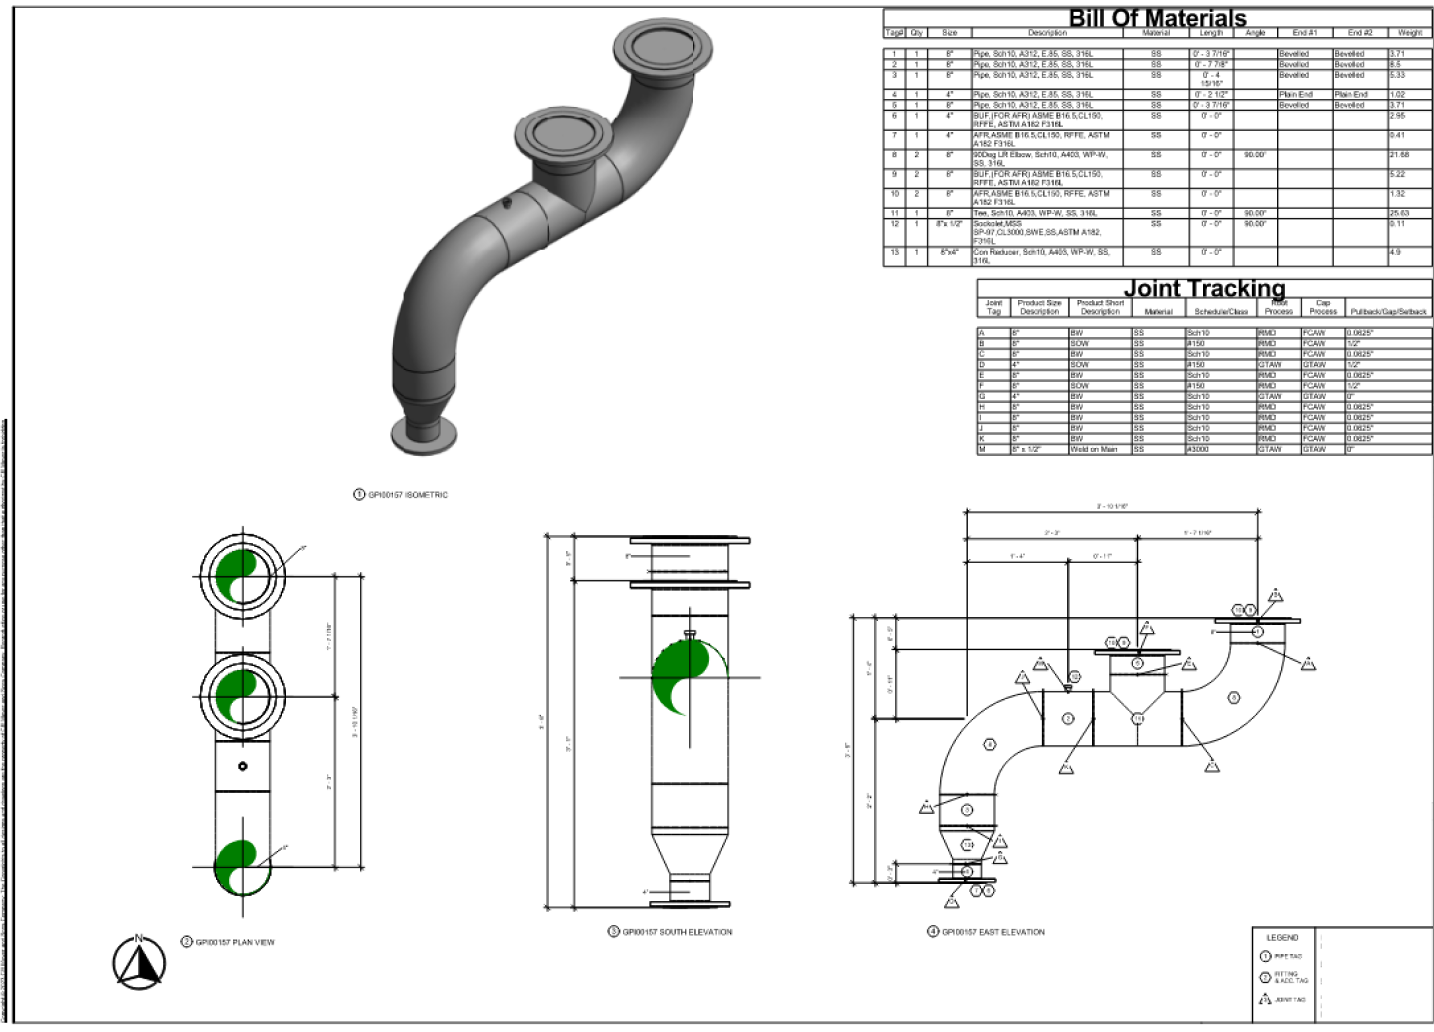 Bill Of Materials
Tag# Qty Size Description Material Length Angle End #1 End #2 Weight
1 1 8" Pipe, Sch10, A312, E.85, SS, 316L SS 0' - 3 7/16" Bevelled Bevelled 3.71
2 1 8" Pipe, Sch10, A312, E.85, SS, 316L SS 0' - 7 7/8" Bevelled Bevelled 8.5
3 1 8" Pipe, Sch10, A312, E.85, SS, 316L SS 0' - 4 Bevelled Bevelled 5.33
15/16"
4 1 4" Pipe, Sch10, A312, E.85, SS, 316L SS 0' - 2 1/2" Plain End Plain End 1.02
5 1 8" Pipe, Sch10, A312, E.85, SS, 316L SS 0' - 3 7/16" Bevelled Bevelled 3.71
6 1 4" BUF,(FOR AFR) ASME B16.5,CL150, SS 0' - 0" 2.95
RFFE, ASTM A182 F316L
7 1 4" AFR,ASME B16.5,CL150, RFFE, ASTM SS 0' - 0" 0.41
A182 F316L
8 2 8" 90Deg LR Elbow, Sch10, A403, WP-W, SS 0' - 0" 90.00° 21.68
SS, 316L
9 2 8" BUF,(FOR AFR) ASME B16.5,CL150, SS 0' - 0" 5.22
RFFE, ASTM A182 F316L
10 2 8" AFR,ASME B16.5,CL150, RFFE, ASTM SS 0' - 0" 1.32
A182 F316L
11 1 8" Tee, Sch10, A403, WP-W, SS, 316L SS 0' - 0" 90.00° 25.63
12 1 8"x 1/2" Sockolet,MSS SS 0' - 0" 90.00° 0.11
SP-97,CL3000,SWE,SS,ASTM A182,
F316L
13 1 8"x4" Con Reducer, Sch10, A403, WP-W, SS, SS 0' - 0" 4.9
316L
Joint Tracking
Joint Product Size Product Short Root Cap
Tag Description Description Material Schedule/Class Process Process Pullback/Gap/Setback
A 8" BW SS Sch10 RMD FCAW 0.0625"
B 8" SOW SS #150 RMD FCAW 1/2"
C 8" BW SS Sch10 RMD FCAW 0.0625"
D 4" SOW SS #150 GTAW GTAW 1/2"
E 8" BW SS Sch10 RMD FCAW 0.0625"
F 8" SOW SS #150 RMD FCAW 1/2"
G 4" BW SS Sch10 GTAW GTAW 0"
H 8" BW SS Sch10 RMD FCAW 0.0625"
I 8" BW SS Sch10 RMD FCAW 0.0625"
J 8" BW SS Sch10 RMD FCAW 0.0625"
K 8" BW SS Sch10 RMD FCAW 0.0625"
M 8" x 1/2" Weld on Main SS #3000 GTAW GTAW 0"
1 GPI00157 ISOMETRIC
3' - 10 1/16"
2' - 3" 1' - 7 1/16"
1' - 4" 0' - 11"
1' - 7 1/16"
3' - 10 1/16"
2' - 3"
8"
4"
N
2 GPI00157 PLAN VIEW
3 GPI00157 SOUTH ELEVATION
4 GPI00157 EAST ELEVATION
LEGEND
1 PIPE TAG
FITTING
& ACC. TAG
JOINT TAG